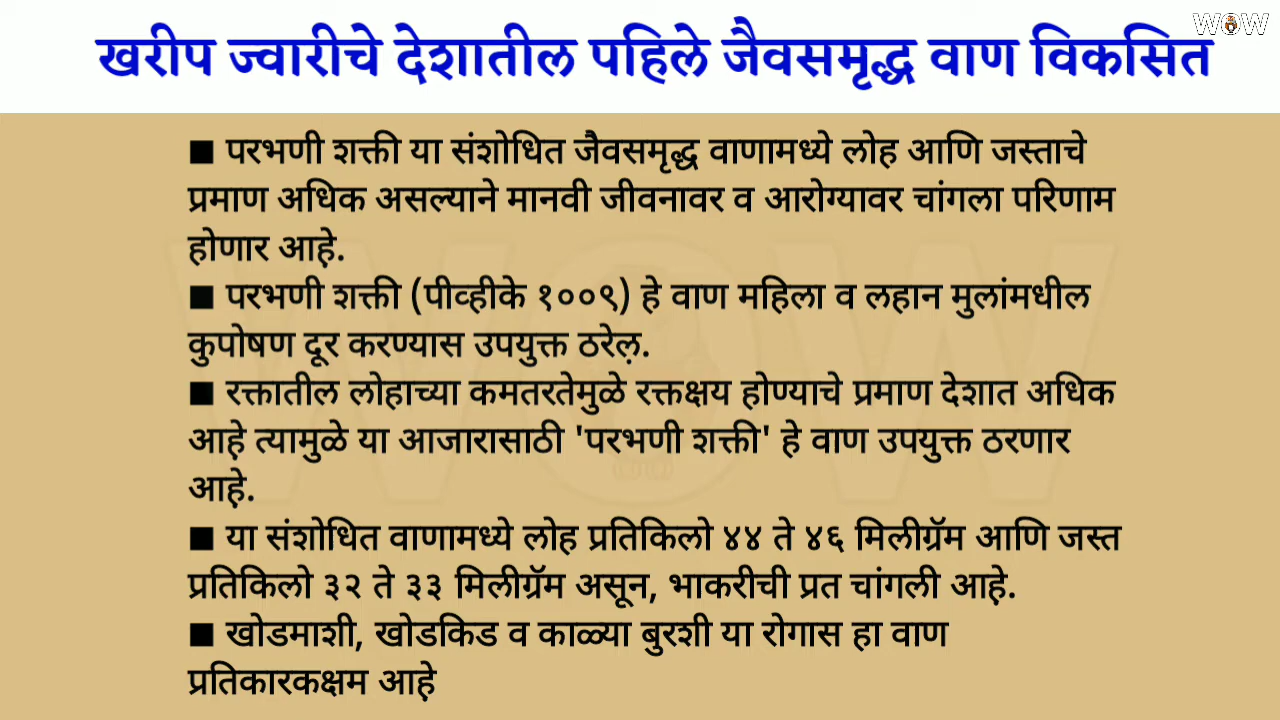 WOW
खरीप ज्वारीचे देशातील पहिले जैवसमृद्ध वाण विकसित
■ परभणी शक्ती या संशोधित जैवसमृद्ध वाणामध्ये लोह आणि जस्ताचे
प्रमाण अधिक असल्याने मानवी जीवनावर व आरोग्यावर चांगला परिणाम
होणार आहे.
■ परभणी शक्ती (पीव्हीके १००९) हे वाण महिला व लहान मुलांमधील
कुपोषण दूर करण्यास उपयुक्त ठरेल.
■ रक्तातील लोहाच्या कमतरतेमुळे रक्तक्षय होण्याचे प्रमाण देशात अधिक
आहे त्यामुळे या आजारासाठी 'परभणी शक्ती' हे वाण उपयुक्त ठरणार
आहे.
■ या संशोधित वाणामध्ये लोह प्रतिकिलो ४४ ते ४६ मिलीग्रॅम आणि जस्त
प्रतिकिलो ३२ ते ३३ मिलीग्रॅम असून, भाकरीची प्रत चांगली आहे.
■ खोडमाशी, खोडकिड व काळ्या बुरशी या रोगास हा वाण
प्रतिकारकक्षम आहे